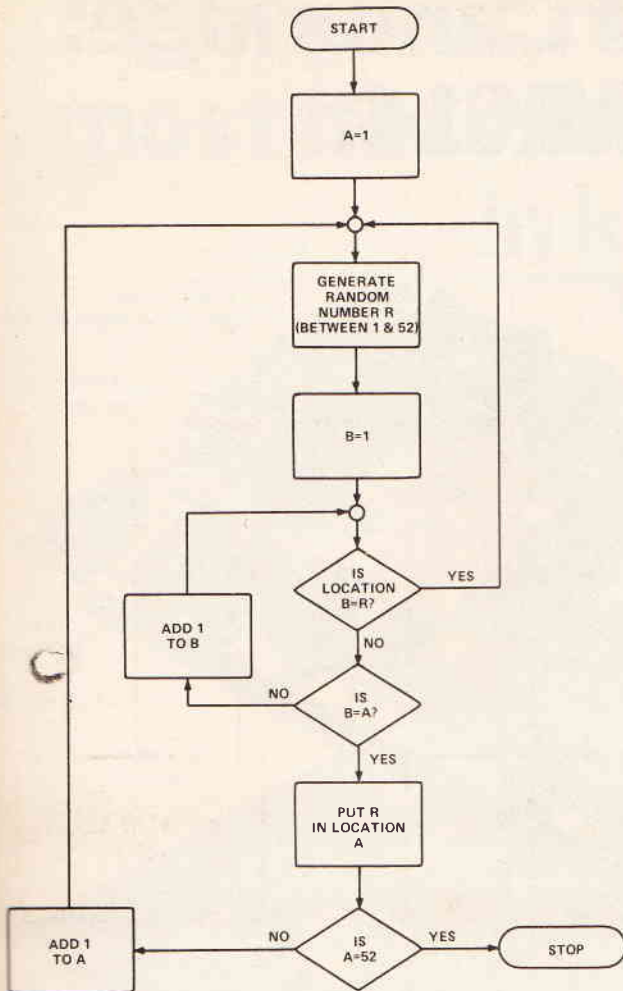 START
A=1
GENERATE
RANDOM
NUMBER R
(BETWEEN 1 & 52)
B=1
IS
LOCATION
B=R?
YES
ADD 1
TO B
NO
IS
B=A?
NO
YES
PUT R
IN LOCATION
A
IS
A=52
NO
YES
ADD 1
TO A
STOP